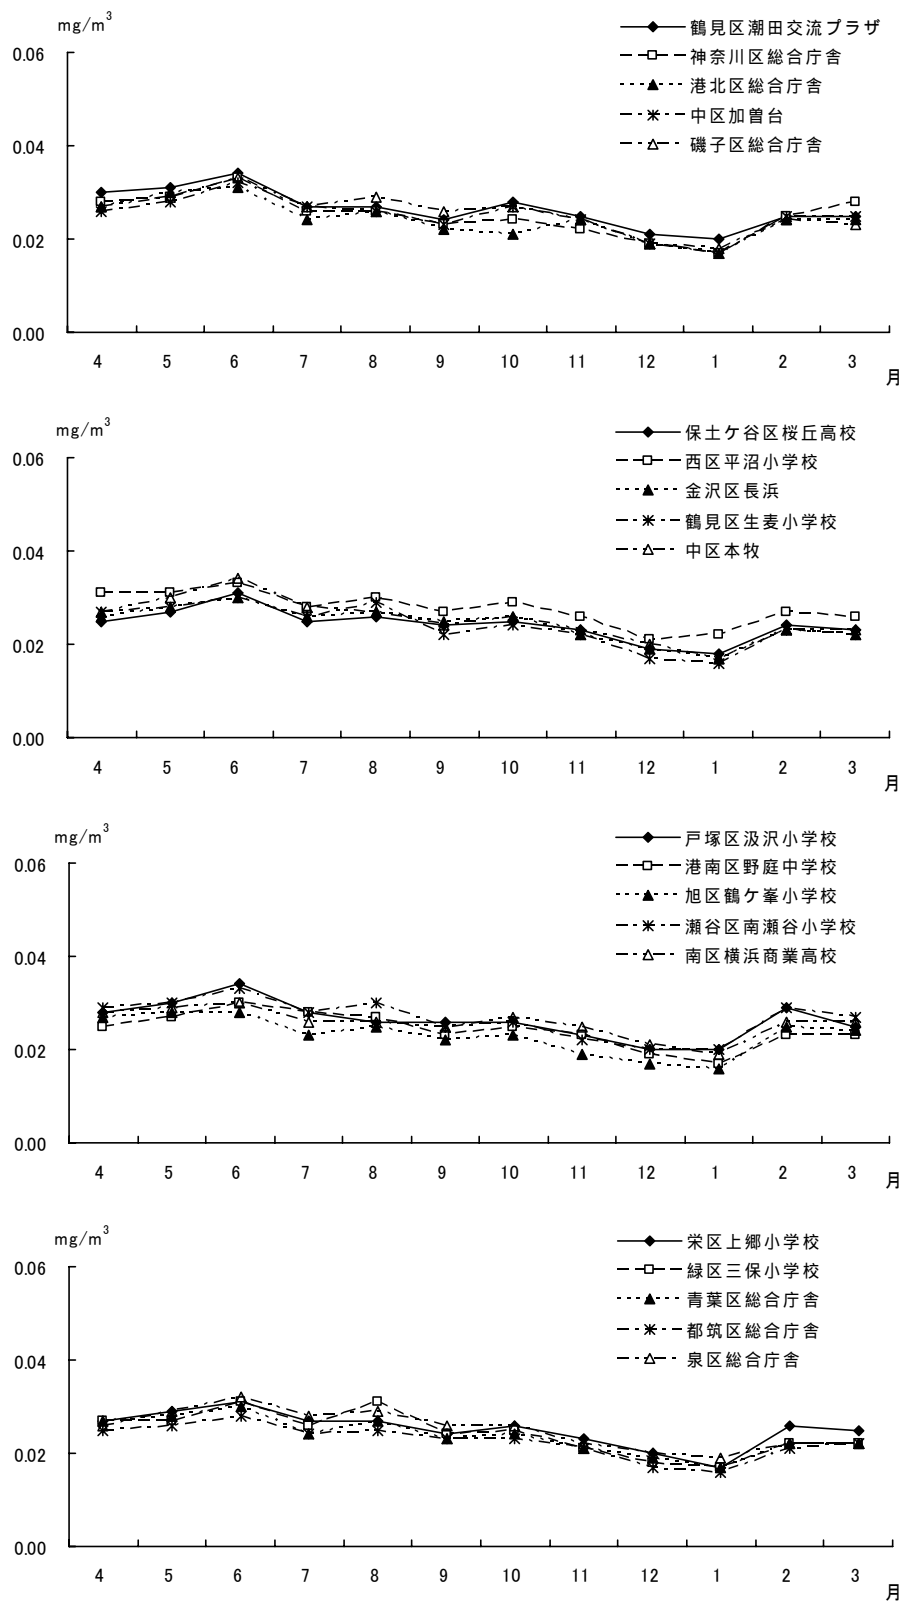 mg/m³
鶴見区潮田交流プラザ
神奈川区総合庁舎
港北区総合庁舎
中区加曽台
磯子区総合庁舎
0.06
0.04
0.02
0.00
4 5 6 7 8 9 10 11 12 1 2 3
月
mg/m³
保土ケ谷区桜丘高校
西区平沼小学校
金沢区長浜
鶴見区生麦小学校
中区本牧
0.06
0.04
0.02
0.00
4 5 6 7 8 9 10 11 12 1 2 3
月
mg/m³
戸塚区汲沢小学校
港南区野庭中学校
旭区鶴ケ峯小学校
瀬谷区南瀬谷小学校
南区横浜商業高校
0.06
0.04
0.02
0.00
4 5 6 7 8 9 10 11 12 1 2 3
月
mg/m³
栄区上郷小学校
緑区三保小学校
青葉区総合庁舎
都筑区総合庁舎
泉区総合庁舎
0.06
0.04
0.02
0.00
4 5 6 7 8 9 10 11 12 1 2 3
月